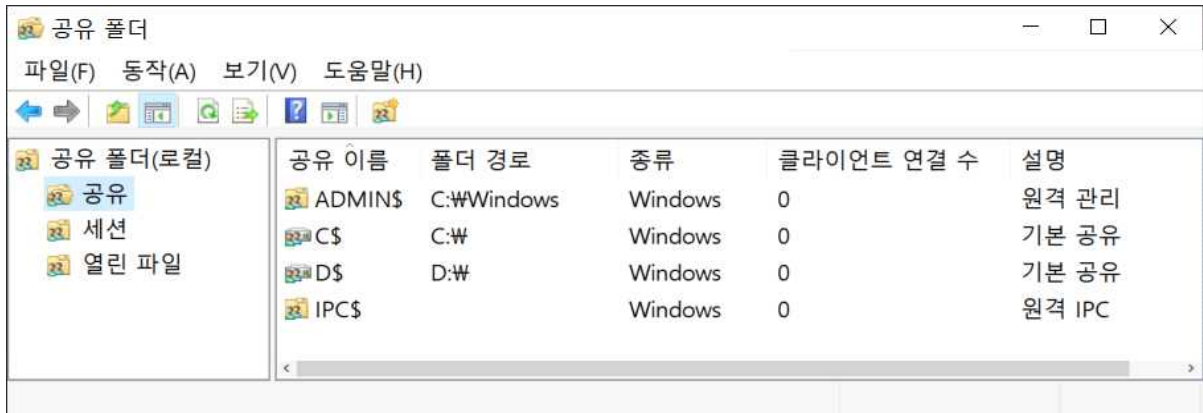 공유 폴더
파일(F) 동작(A) 보기(V) 도움말(H)
공유 폴더(로컬)
공유
세션
열린 파일
공유 이름 폴더 경로 종류 클라이언트 연결 수 설명
ADMIN$ C:₩Windows Windows 0 원격 관리
C$ C:₩ Windows 0 기본 공유
D$ D:₩ Windows 0 기본 공유
IPC$ Windows 0 원격 IPC